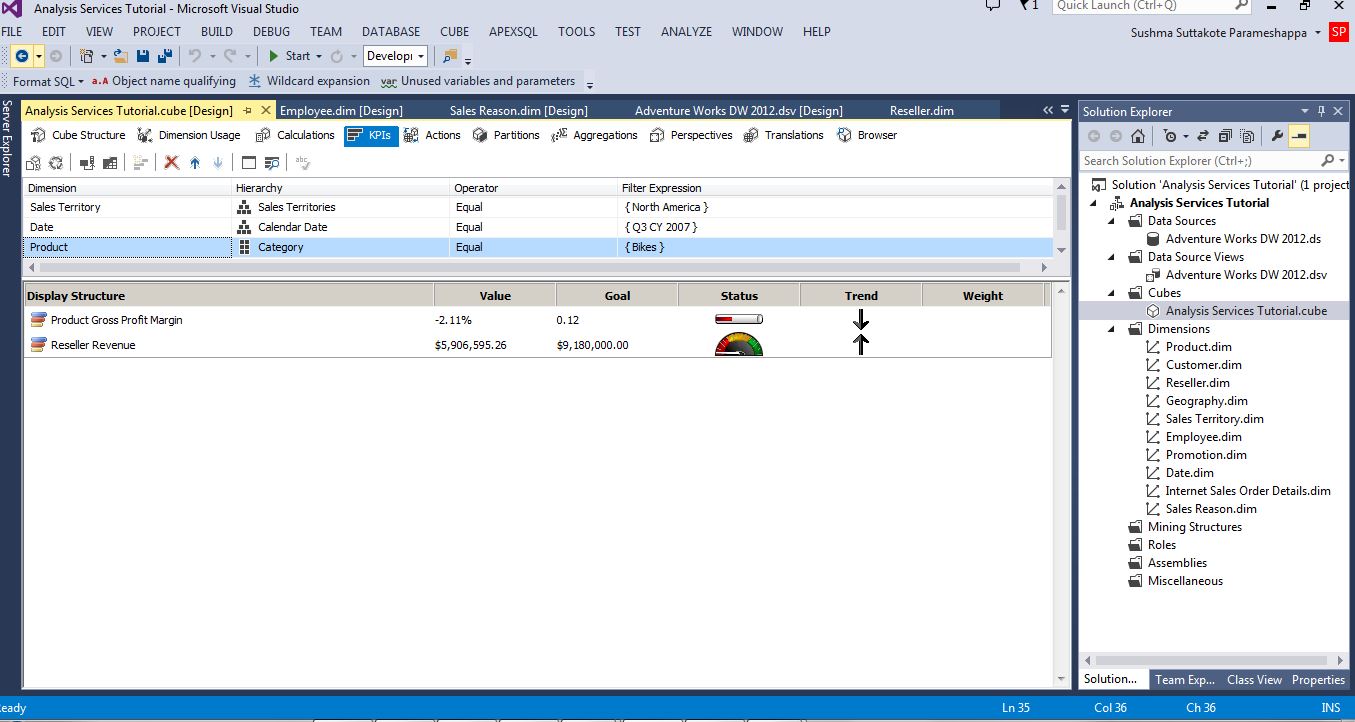 Analysis Services Tutorial - Microsoft Visual Studio
1
Quick Launch (Ctrl+Q)
FILE EDIT VIEW PROJECT BUILD DEBUG TEAM DATABASE CUBE APEXSQL TOOLS TEST ANALYZE WINDOW HELP
Sushma Suttakote Parameshappa SP
Start Developi
Format SQL a.A Object name qualifying Wildcard expansion var Unused variables and parameters
Server Explorer
Analysis Services Tutorial.cube [Design] Employee.dim [Design] Sales Reason.dim [Design] Adventure Works DW 2012.dsv [Design] Reseller.dim
Cube Structure Dimension Usage Calculations KPIs Actions Partitions Aggregations Perspectives Translations Browser
abc
Dimension Hierarchy Operator Filter Expression
Sales Territory Sales Territories Equal { North America }
Date Calendar Date Equal { Q3 CY 2007 }
Product Category Equal { Bikes }
Display Structure Value Goal Status Trend Weight
Product Gross Profit Margin -2.11% 0.12
Reseller Revenue $5,906,595.26 $9,180,000.00
Solution Explorer
Search Solution Explorer (Ctrl+;)
Solution 'Analysis Services Tutorial' (1 project
Analysis Services Tutorial
Data Sources
Adventure Works DW 2012.ds
Data Source Views
Adventure Works DW 2012.dsv
Cubes
Analysis Services Tutorial.cube
Dimensions
Product.dim
Customer.dim
Reseller.dim
Geography.dim
Sales Territory.dim
Employee.dim
Promotion.dim
Date.dim
Internet Sales Order Details.dim
Sales Reason.dim
Mining Structures
Roles
Assemblies
Miscellaneous
Solution... Team Exp... Class View Properties
eady Ln 35 Col 36 Ch 36 INS